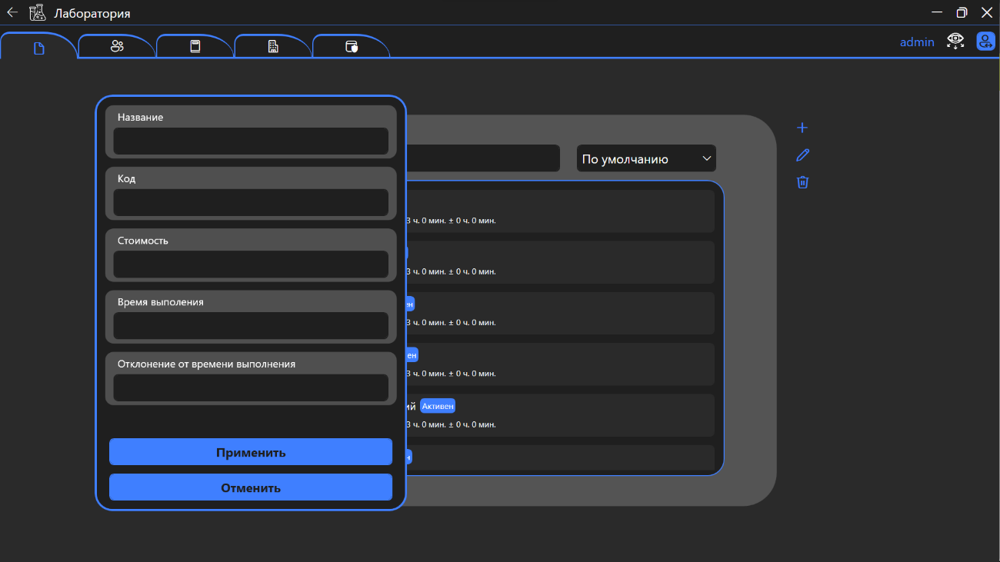 Лаборатория
admin
Название
Код
Стоимость
Время выполения
Отклонение от времени выполнения
Применить
Отменить
По умолчанию
3 ч. 0 мин. ± 0 ч. 0 мин.
3 ч. 0 мин. ± 0 ч. 0 мин.
ен
3 ч. 0 мин. ± 0 ч. 0 мин.
ен
3 ч. 0 мин. ± 0 ч. 0 мин.
ий Активен
3 ч. 0 мин. ± 0 ч. 0 мин.
н